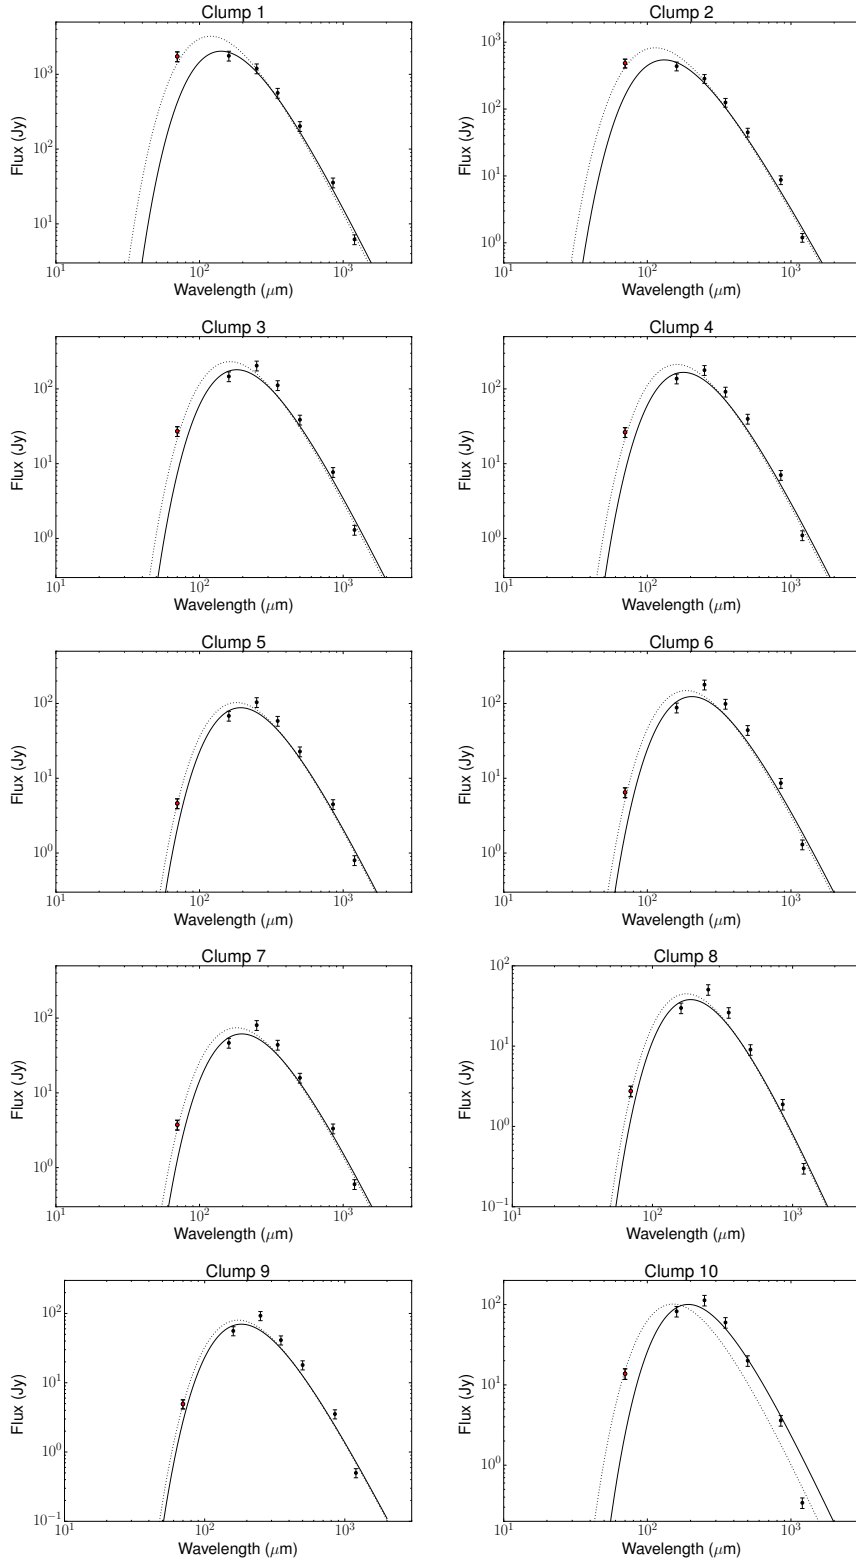 Clump 1 Clump 2
10^3 10^3
10^2 10^2
10^1 10^1
10^0
Flux (Jy) Flux (Jy)
10^1 10^2 10^3 10^1 10^2 10^3
Wavelength (μm) Wavelength (μm)
Clump 3 Clump 4
10^2 10^2
10^1 10^1
10^0 10^0
Flux (Jy) Flux (Jy)
10^1 10^2 10^3 10^1 10^2 10^3
Wavelength (μm) Wavelength (μm)
Clump 5 Clump 6
10^2 10^2
10^1 10^1
10^0 10^0
Flux (Jy) Flux (Jy)
10^1 10^2 10^3 10^1 10^2 10^3
Wavelength (μm) Wavelength (μm)
Clump 7 Clump 8
10^2 10^2
10^1 10^1
10^0 10^0
10^-1
Flux (Jy) Flux (Jy)
10^1 10^2 10^3 10^1 10^2 10^3
Wavelength (μm) Wavelength (μm)
Clump 9 Clump 10
10^2 10^2
10^1 10^1
10^0 10^0
10^-1
Flux (Jy) Flux (Jy)
10^1 10^2 10^3 10^1 10^2 10^3
Wavelength (μm) Wavelength (μm)